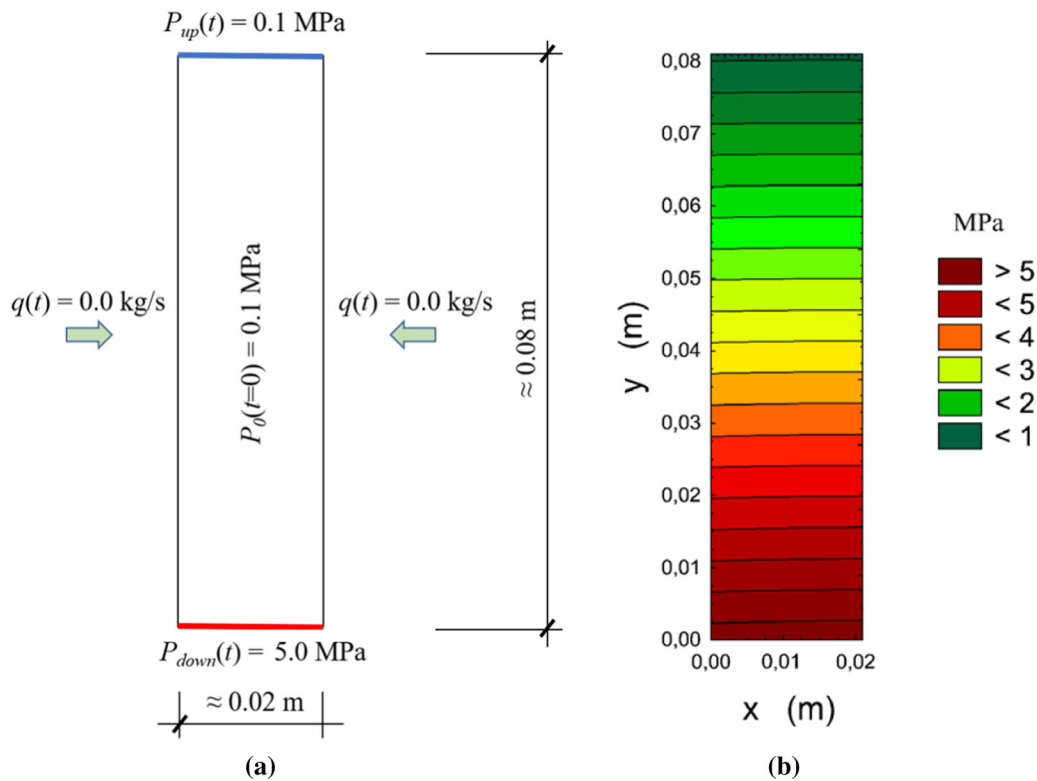 P_up(t) = 0.1 MPa
q(t) = 0.0 kg/s
P_0(t=0) = 0.1 MPa
q(t) = 0.0 kg/s
≈ 0.08 m
P_down(t) = 5.0 MPa
≈ 0.02 m
(a)
0,08
0,07
0,06
0,05
0,04
0,03
0,02
0,01
0,00
y (m)
0,00 0,01 0,02
x (m)
MPa
> 5
< 5
< 4
< 3
< 2
< 1
(b)